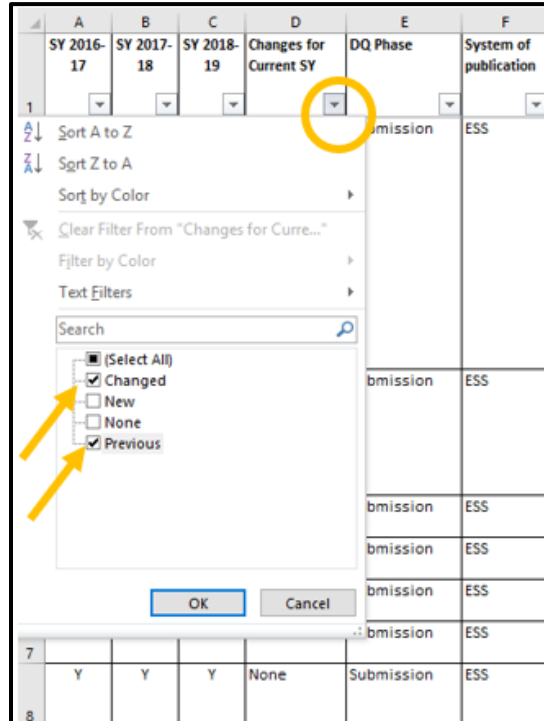 A B C D E F
SY 2016-17 SY 2017-18 SY 2018-19 Changes for Current SY DQ Phase System of publication
1
Sort A to Z
Sort Z to A
Sort by Color
Clear Filter From "Changes for Curre..."
Filter by Color
Text Filters
Search
(Select All)
Changed
New
None
Previous
OK Cancel
ubmission ESS
bmission ESS
bmission ESS
bmission ESS
bmission ESS
bmission ESS
7
Y Y Y None Submission ESS
8